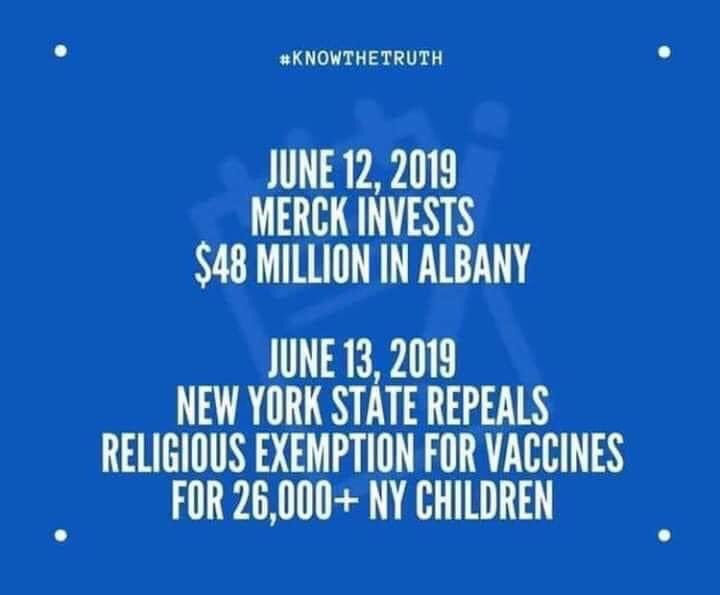 #KNOWTHETRUTH
JUNE 12, 2019
MERCK INVESTS
$48 MILLION IN ALBANY
JUNE 13, 2019
NEW YORK STATE REPEALS
RELIGIOUS EXEMPTION FOR VACCINES
FOR 26,000+ NY CHILDREN